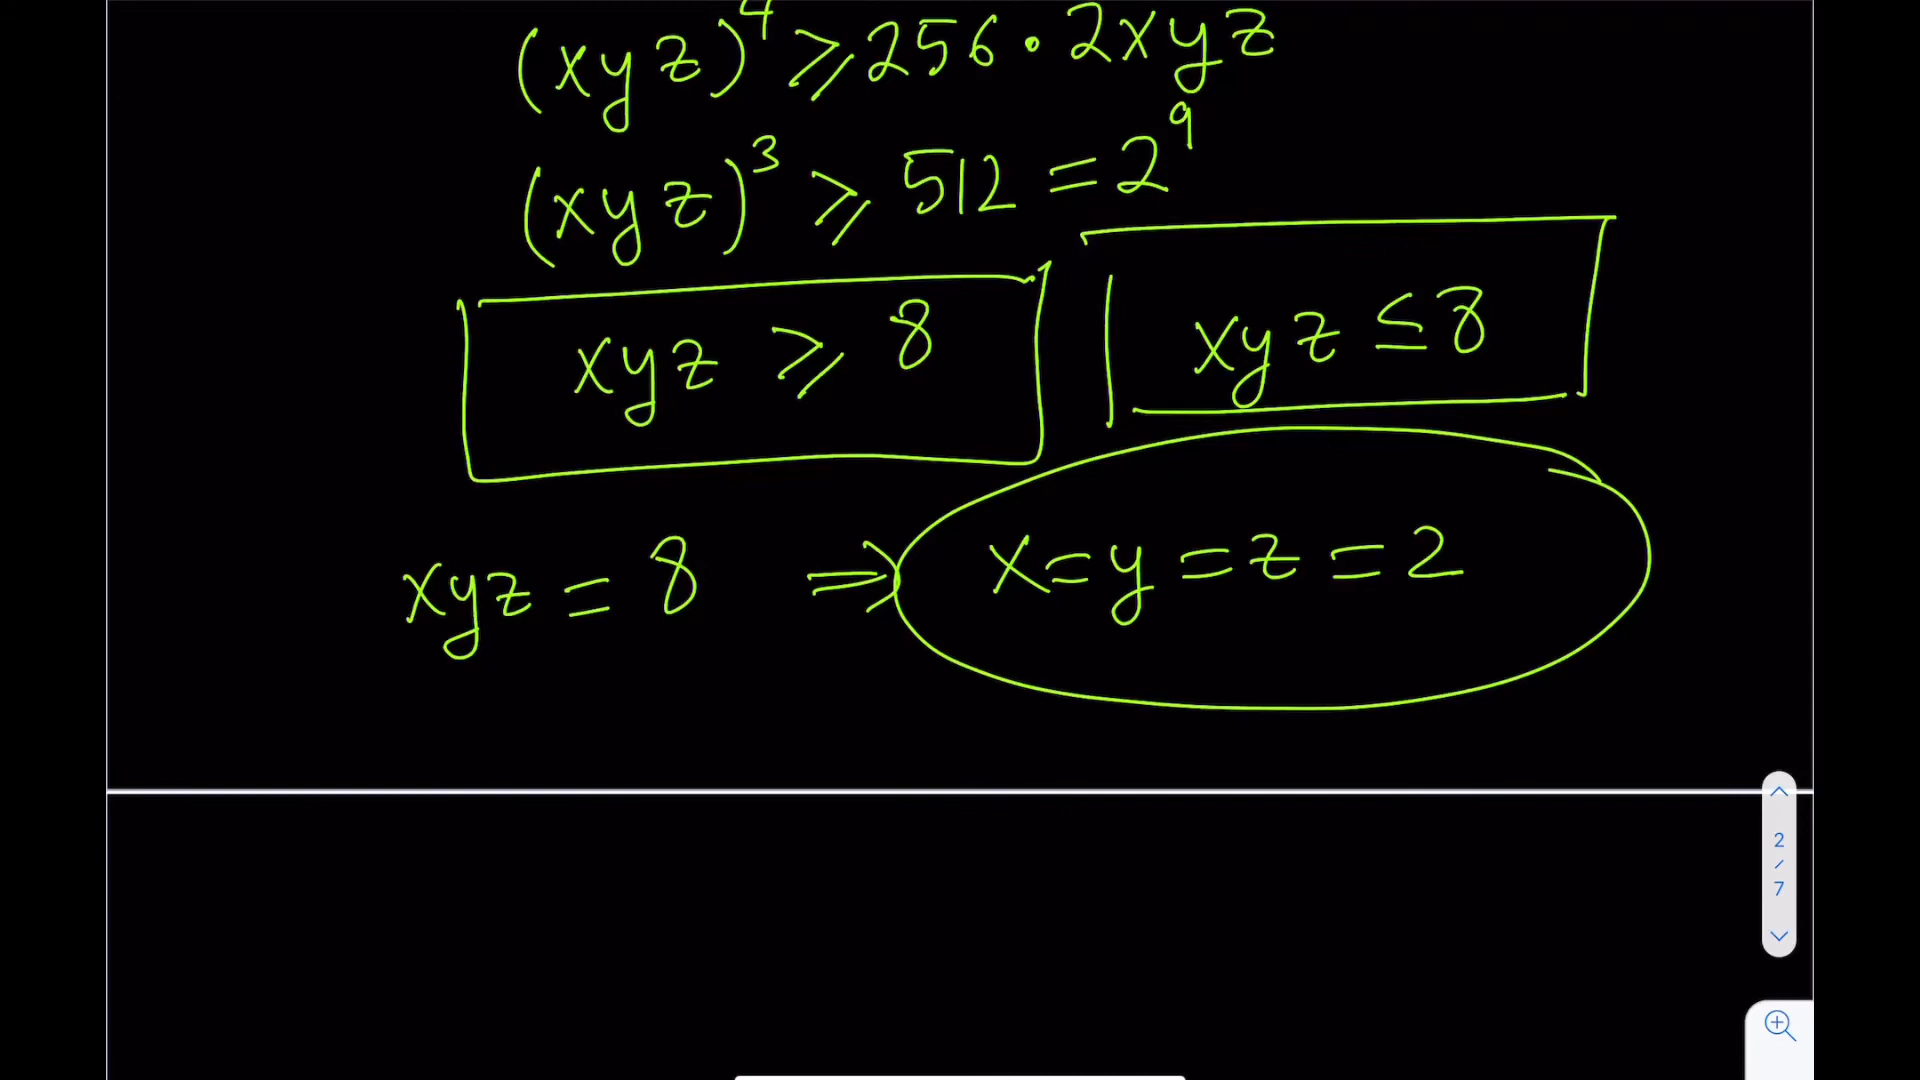 (xyz)⁴ ⩾ 256 · 2xyz
(xyz)³ ⩾ 512 = 2⁹
xyz ⩾ 8
xyz ≤ 8
xyz = 8 ⇒ x = y = z = 2
2
/
7